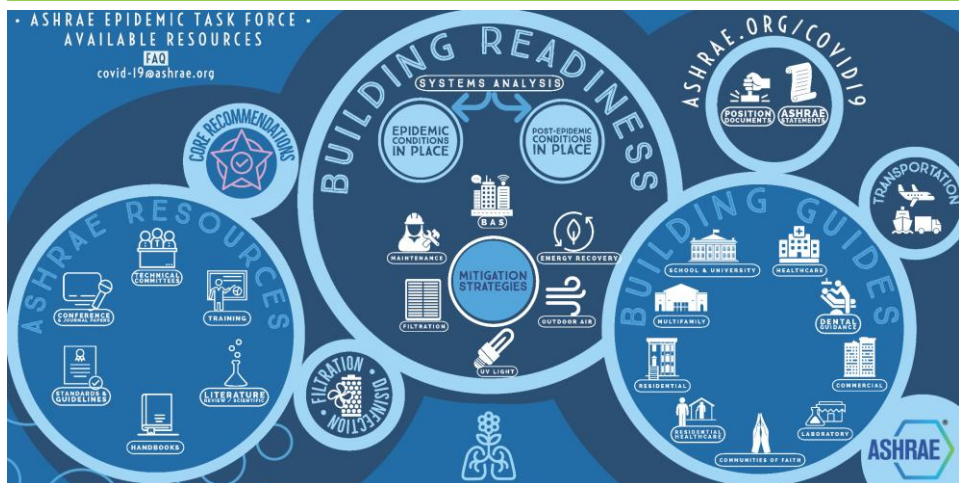 • ASHRAE EPIDEMIC TASK FORCE •
AVAILABLE RESOURCES
FAQ
covid-19@ashrae.org
CORE RECOMMENDATIONS
ASHRAE RESOURCES
TECHNICAL
COMMITTEES
CONFERENCE
& JOURNAL PAPERS
TRAINING
STANDARDS &
GUIDELINES
LITERATURE
REVIEW / SCIENTIFIC
HANDBOOKS
BUILDING READINESS
SYSTEMS ANALYSIS
EPIDEMIC
CONDITIONS
IN PLACE
POST-EPIDEMIC
CONDITIONS
IN PLACE
BAS
MAINTENANCE
ENERGY RECOVERY
MITIGATION
STRATEGIES
FILTRATION
OUTDOOR AIR
UV LIGHT
FILTRATION • DISINFECTION •
ASHRAE.ORG/COVID19
POSITION
DOCUMENTS
ASHRAE
STATEMENTS
TRANSPORTATION
BUILDING GUIDES
SCHOOL & UNIVERSITY
HEALTHCARE
MULTIFAMILY
DENTAL
GUIDANCE
RESIDENTIAL
COMMERCIAL
RESIDENTIAL
HEALTHCARE
LABORATORY
COMMUNITIES OF FAITH
ASHRAE